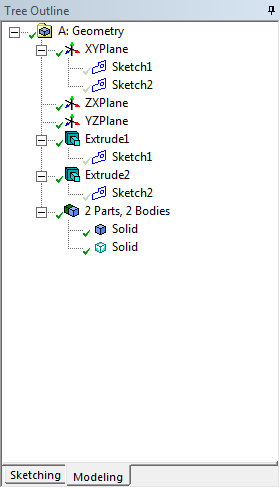 Tree Outline
A: Geometry
XYPlane
Sketch1
Sketch2
ZXPlane
YZPlane
Extrude1
Sketch1
Extrude2
Sketch2
2 Parts, 2 Bodies
Solid
Solid
Sketching Modeling